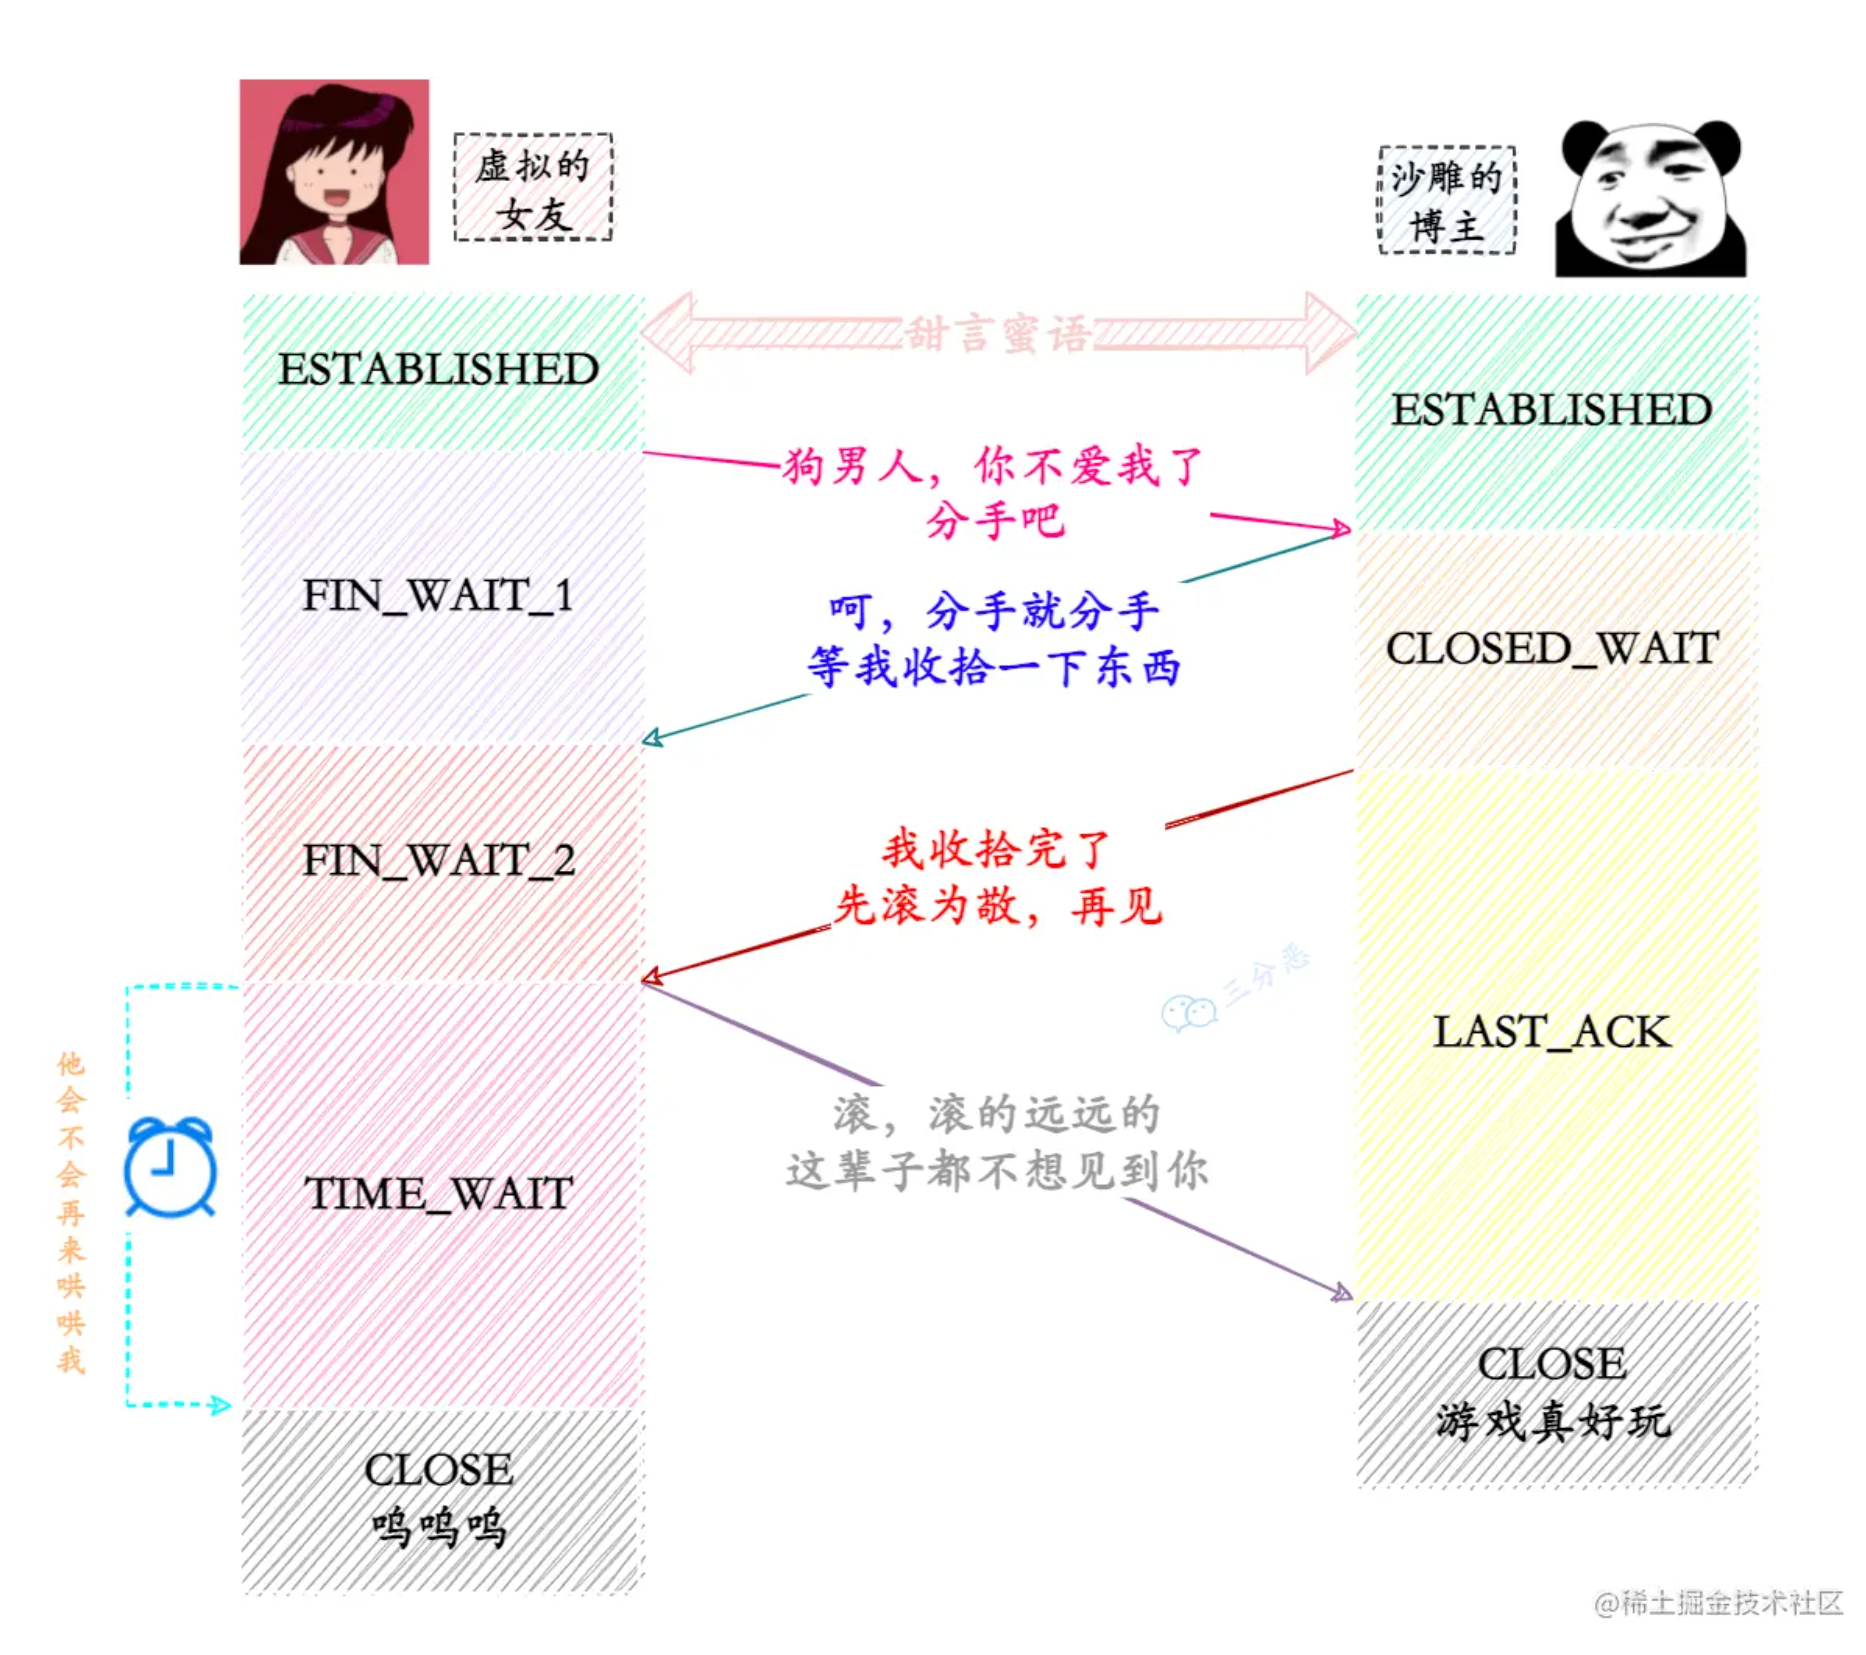 虚拟的
女友
沙雕的
博主
ESTABLISHED
甜言蜜语
ESTABLISHED
狗男人，你不爱我了
分手吧
FIN_WAIT_1
呵，分手就分手
等我收拾一下东西
CLOSED_WAIT
FIN_WAIT_2
我收拾完了
先滚为敬，再见
三分恶
LAST_ACK
他会不会再来哄哄我
TIME_WAIT
滚，滚的远远的
这辈子都不想见到你
CLOSE
游戏真好玩
CLOSE
呜呜呜
@稀土掘金技术社区